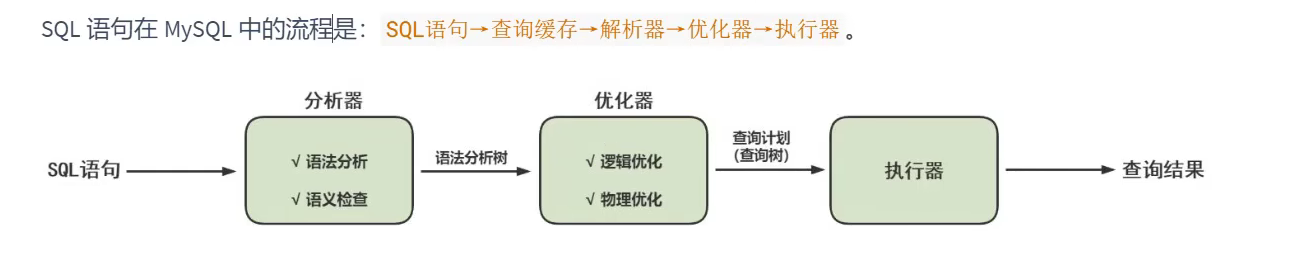 SQL 语句在 MySQL 中的流程是： SQL语句→查询缓存→解析器→优化器→执行器 。
分析器
优化器
SQL语句
√ 语法分析
√ 语义检查
语法分析树
√ 逻辑优化
√ 物理优化
查询计划
(查询树)
执行器
查询结果